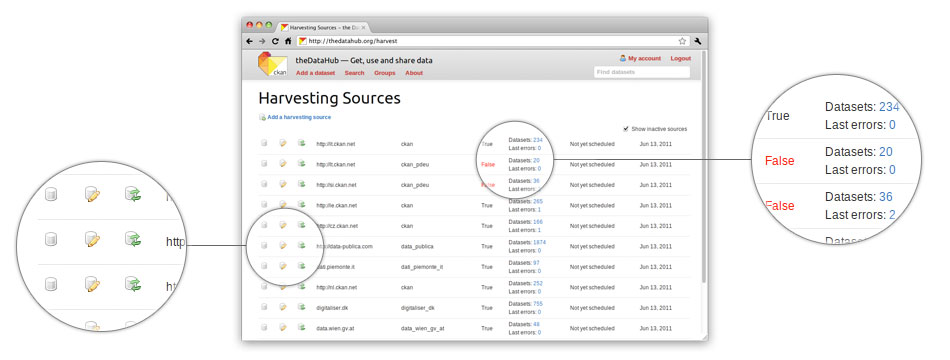 Harvesting Sources – the Da
http://thedatahub.org/harvest
ckan
theDataHub — Get, use and share data
Add a dataset Search Groups About
My account Logout
Find datasets
Harvesting Sources
Add a harvesting source
Show inactive sources
http://it.ckan.net ckan True Datasets: 234 Not yet scheduled Jun 13, 2011
Last errors: 0
http://lt.ckan.net ckan_pdeu False Datasets: 20 Not yet scheduled Jun 13, 2011
Last errors: 0
http://si.ckan.net ckan_pdeu False Datasets: 36 Not yet scheduled Jun 13, 2011
Last errors: 2
http://ie.ckan.net ckan True Datasets: 265 Not yet scheduled Jun 13, 2011
Last errors: 1
http://cz.ckan.net ckan True Datasets: 166 Not yet scheduled Jun 13, 2011
Last errors: 1
http://data-publica.com data_publica True Datasets: 1874 Not yet scheduled Jun 13, 2011
Last errors: 0
dati.piemonte.it dati_piemonte_it True Datasets: 97 Not yet scheduled Jun 13, 2011
Last errors: 0
http://nl.ckan.net ckan True Datasets: 252 Not yet scheduled Jun 13, 2011
Last errors: 0
digitaliser.dk digitaliser_dk True Datasets: 755 Not yet scheduled Jun 13, 2011
Last errors: 0
data.wien.gv.at data_wien_gv_at True Datasets: 48 Not yet scheduled Jun 13, 2011
Last errors: 0
http
ht
True Datasets: 234
Last errors: 0
False Datasets: 20
Last errors: 0
False Datasets: 36
Last errors: 2